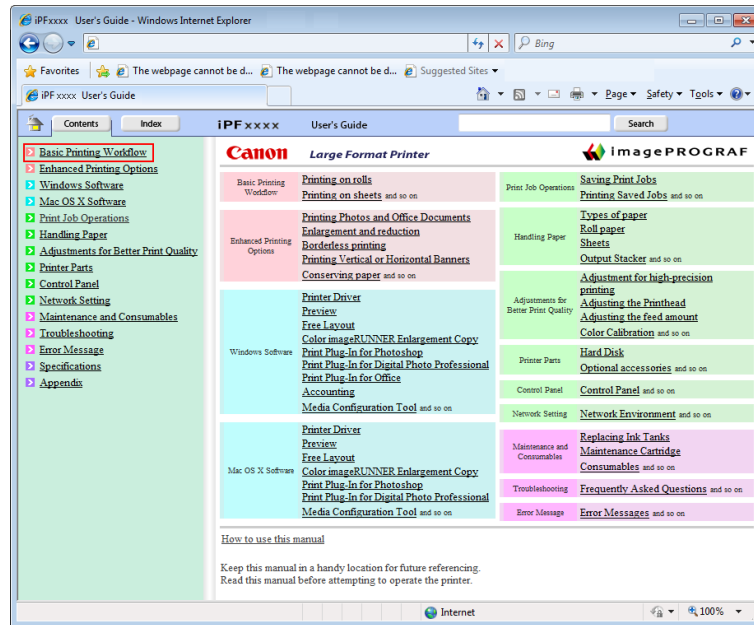 iPFxxxx User's Guide - Windows Internet Explorer
Bing
Favorites
The webpage cannot be d...
The webpage cannot be d...
Suggested Sites
iPF xxxx User's Guide
Page
Safety
Tools
Contents
Index
iPF xxxx
User's Guide
Search
Basic Printing Workflow
Enhanced Printing Options
Windows Software
Mac OS X Software
Print Job Operations
Handling Paper
Adjustments for Better Print Quality
Printer Parts
Control Panel
Network Setting
Maintenance and Consumables
Troubleshooting
Error Message
Specifications
Appendix
Canon Large Format Printer
imagePROGRAF
Basic Printing
Workflow
Printing on rolls
Printing on sheets and so on
Enhanced Printing
Options
Printing Photos and Office Documents
Enlargement and reduction
Borderless printing
Printing Vertical or Horizontal Banners
Conserving paper and so on
Windows Software
Printer Driver
Preview
Free Layout
Color imageRUNNER Enlargement Copy
Print Plug-In for Photoshop
Print Plug-In for Digital Photo Professional
Print Plug-In for Office
Accounting
Media Configuration Tool and so on
Mac OS X Software
Printer Driver
Preview
Free Layout
Color imageRUNNER Enlargement Copy
Print Plug-In for Photoshop
Print Plug-In for Digital Photo Professional
Media Configuration Tool and so on
Print Job Operations
Saving Print Jobs
Printing Saved Jobs and so on
Handling Paper
Types of paper
Roll paper
Sheets
Output Stacker and so on
Adjustments for
Better Print Quality
Adjustment for high-precision
printing
Adjusting the Printhead
Adjusting the feed amount
Color Calibration and so on
Printer Parts
Hard Disk
Optional accessories and so on
Control Panel
Control Panel and so on
Network Setting
Network Environment and so on
Maintenance and
Consumables
Replacing Ink Tanks
Maintenance Cartridge
Consumables and so on
Troubleshooting
Frequently Asked Questions and so on
Error Message
Error Messages and so on
How to use this manual
Keep this manual in a handy location for future referencing.
Read this manual before attempting to operate the printer.
Internet
100%